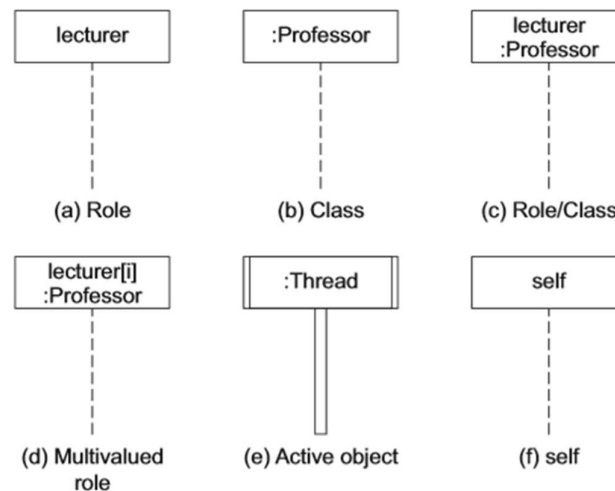 lecturer
:Professor
lecturer
:Professor
(a) Role
(b) Class
(c) Role/Class
lecturer[i]
:Professor
:Thread
self
(d) Multivalued
role
(e) Active object
(f) self